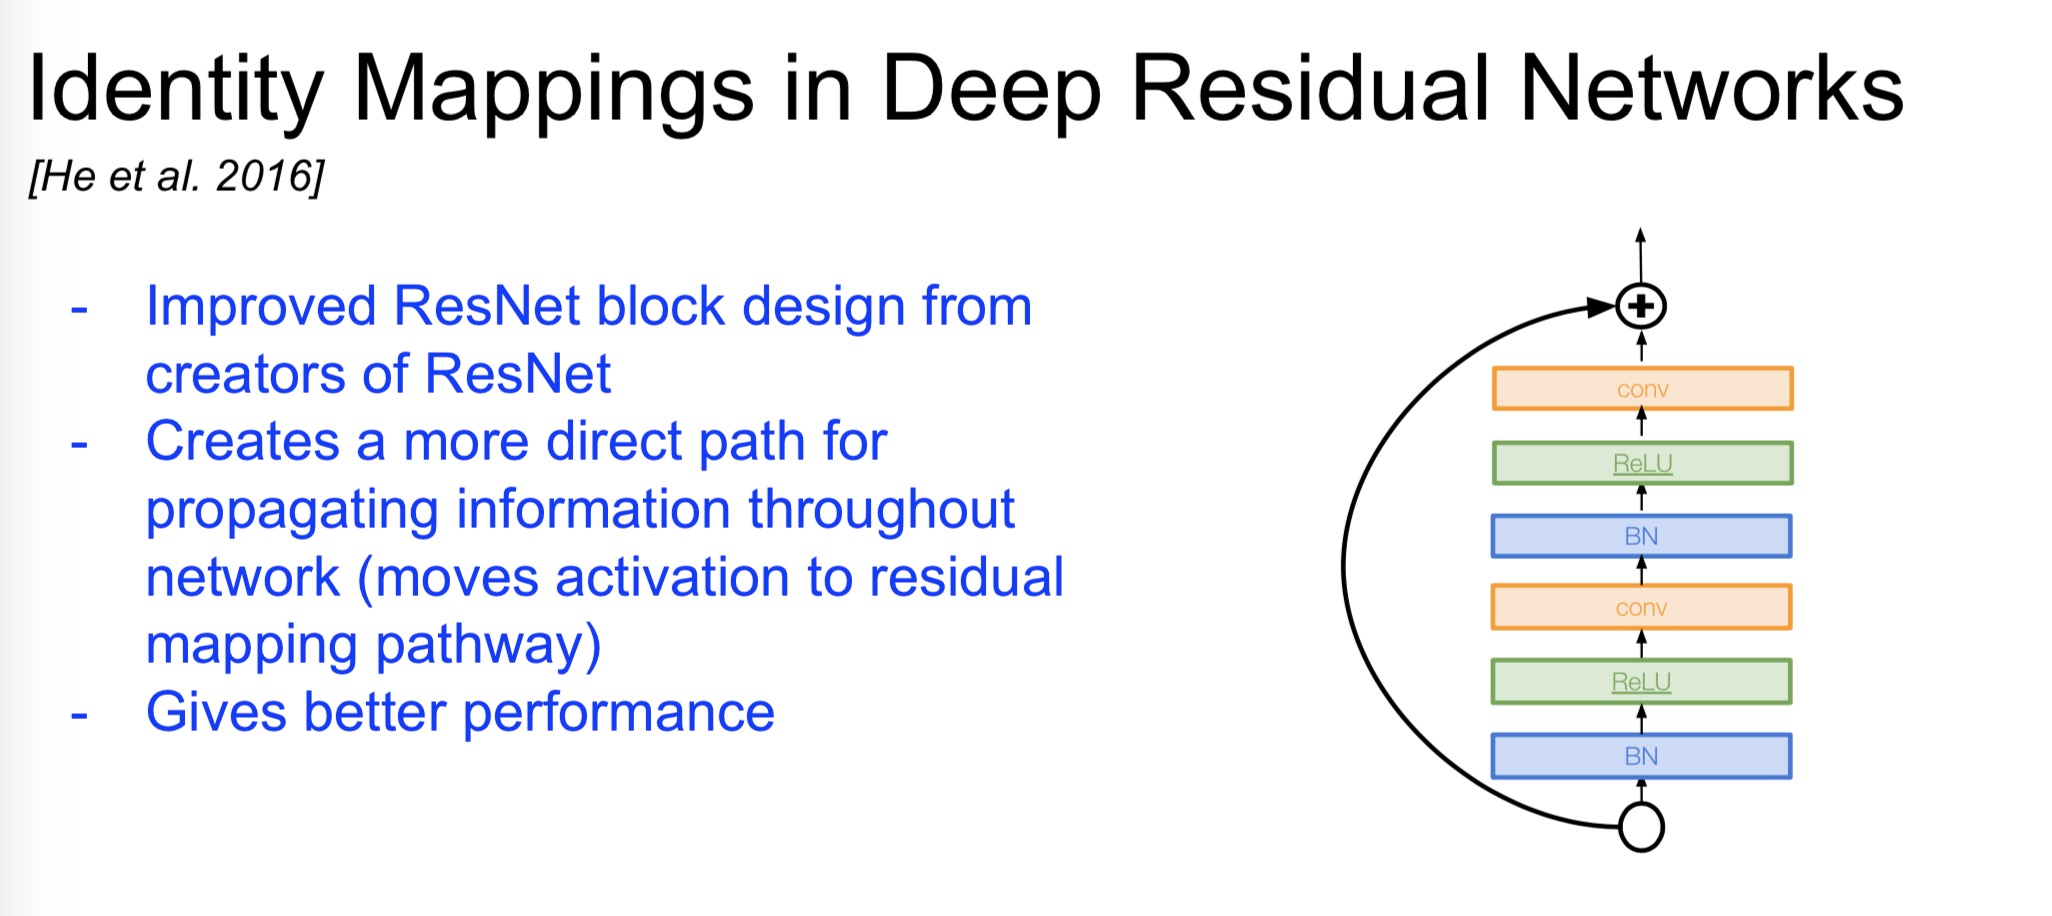 Identity Mappings in Deep Residual Networks
[He et al. 2016]
- Improved ResNet block design from
creators of ResNet
- Creates a more direct path for
propagating information throughout
network (moves activation to residual
mapping pathway)
- Gives better performance
+
conv
ReLU
BN
conv
ReLU
BN